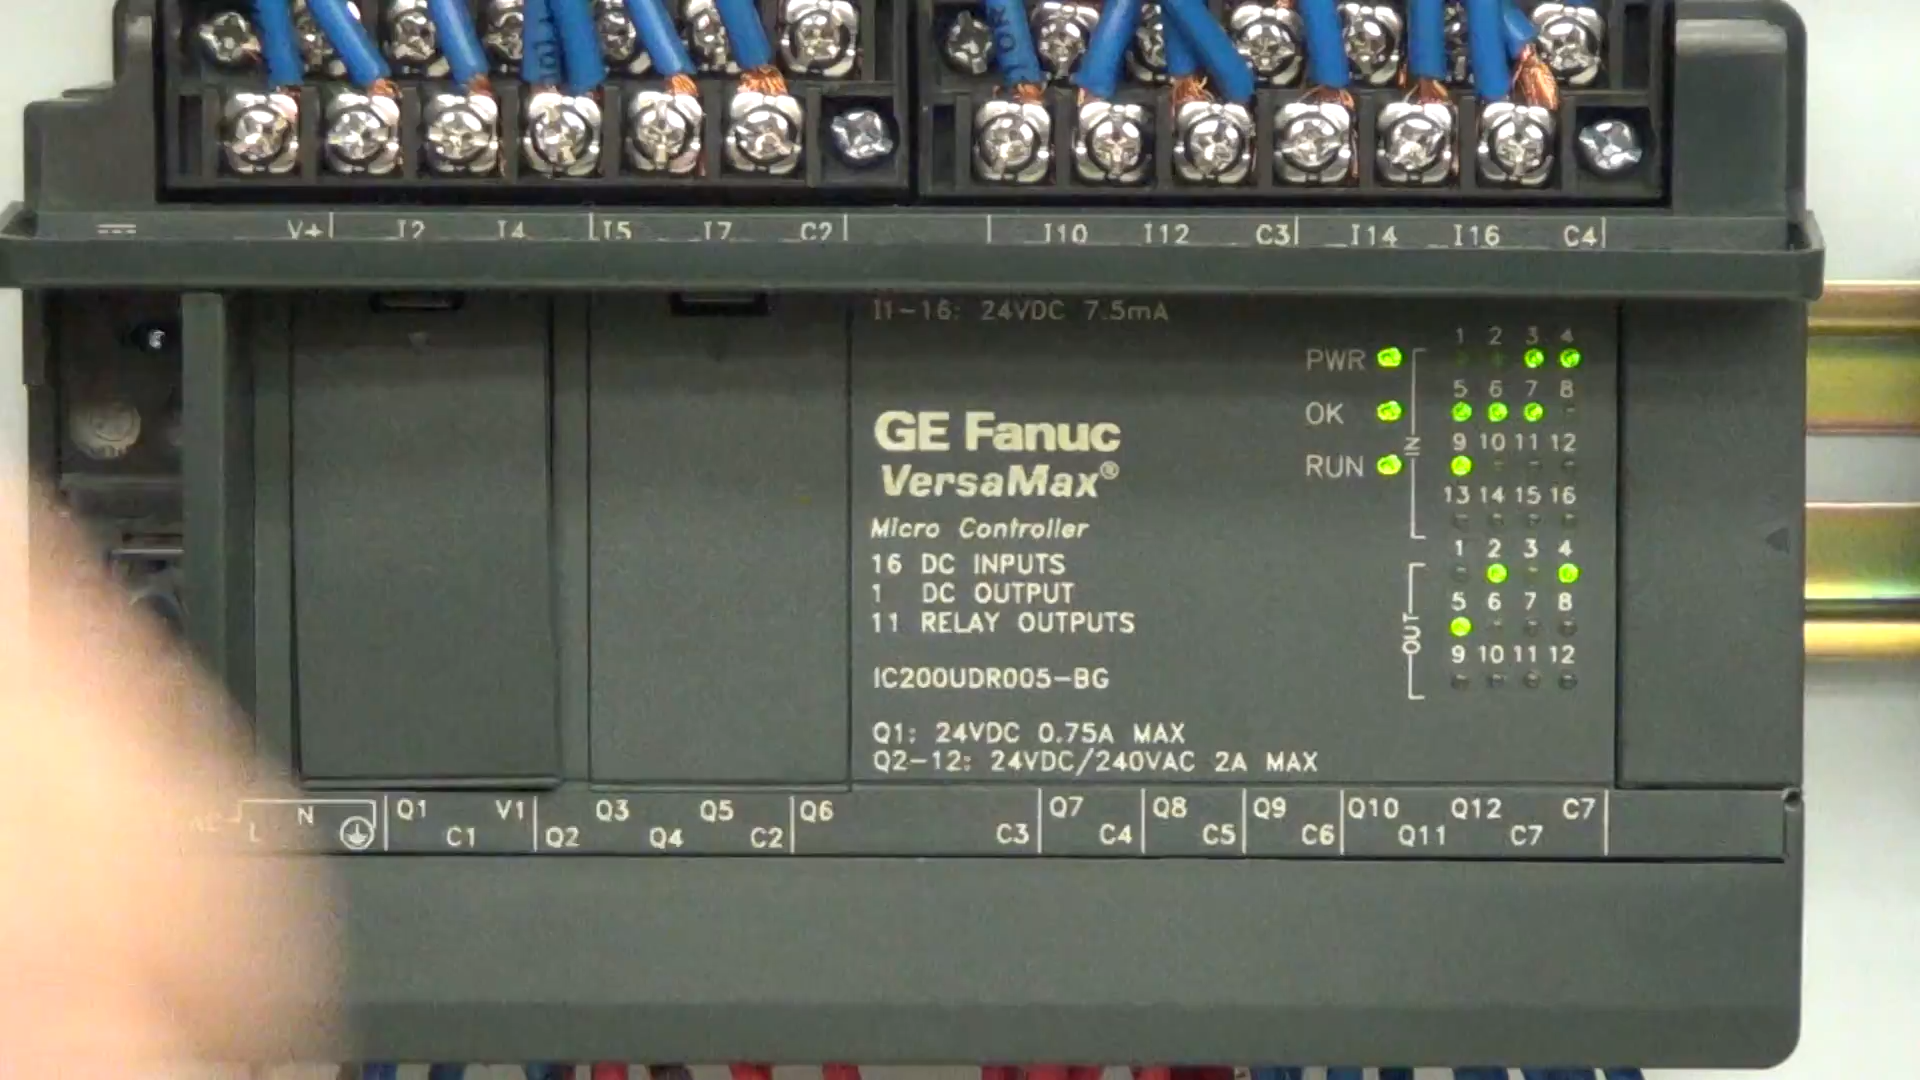 V+ I2 I4 I5 I7 C2 I10 I12 C3 I14 I16 C4
I1-16: 24VDC 7.5mA
1 2 3 4
PWR
5 6 7 8
OK
GE Fanuc
IN
9 10 11 12
RUN
VersaMax®
13 14 15 16
Micro Controller
16 DC INPUTS
1 2 3 4
1 DC OUTPUT
5 6 7 8
11 RELAY OUTPUTS
OUT
9 10 11 12
IC200UDR005-BG
Q1: 24VDC 0.75A MAX
Q2-12: 24VDC/240VAC 2A MAX
N Q1 V1 Q3 Q5 Q6 Q7 Q8 Q9 Q10 Q12 C7
L C1 Q2 Q4 C2 C3 C4 C5 C6 Q11 C7